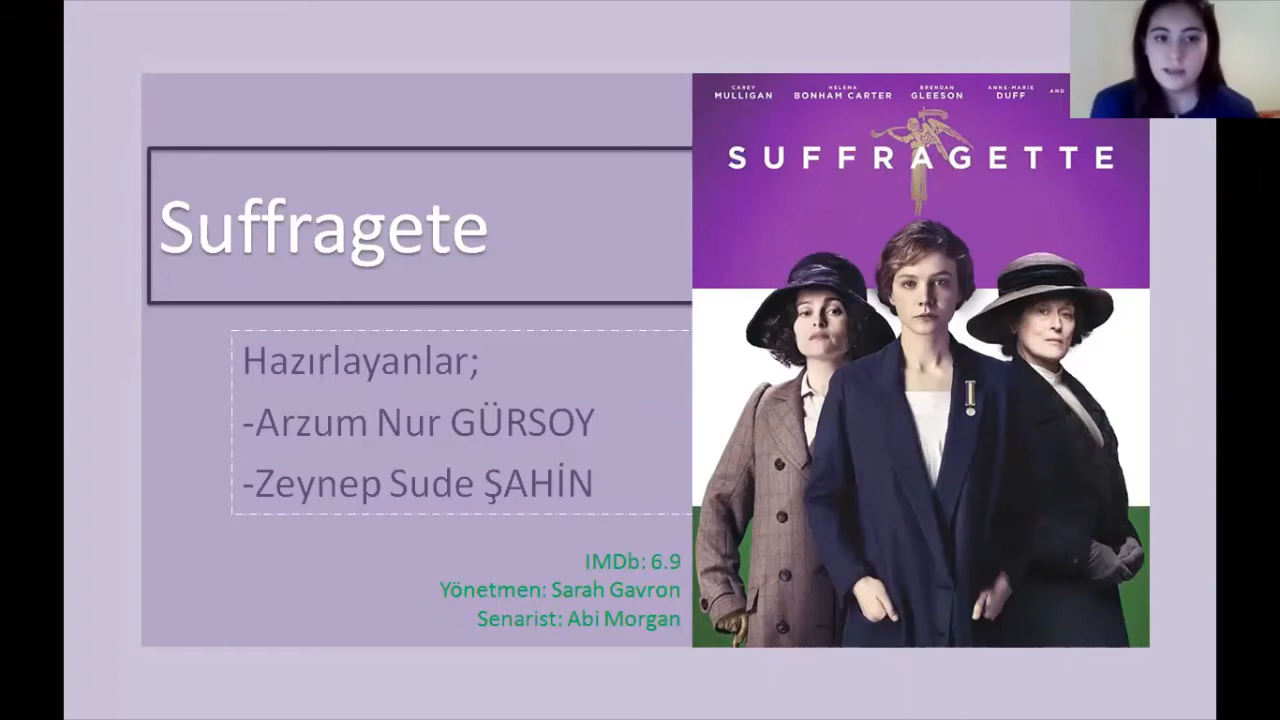 Suffragete
Hazırlayanlar;
-Arzum Nur GÜRSOY
-Zeynep Sude ŞAHİN
IMDb: 6.9
Yönetmen: Sarah Gavron
Senarist: Abi Morgan
CAREY MULLIGAN
HELENA BONHAM CARTER
BRENDAN GLEESON
ANNE-MARIE DUFF
AND
SUFFRAGETTE